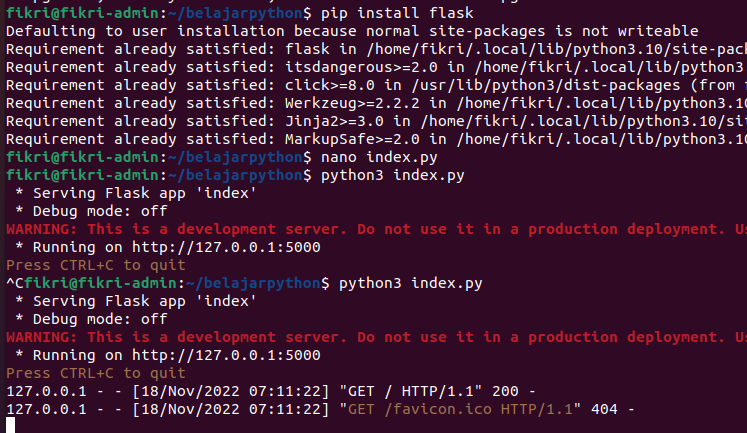 fikri@fikri-admin:~/belajarpython$ pip install flask
Defaulting to user installation because normal site-packages is not writeable
Requirement already satisfied: flask in /home/fikri/.local/lib/python3.10/site-pac
Requirement already satisfied: itsdangerous>=2.0 in /home/fikri/.local/lib/python3
Requirement already satisfied: click>=8.0 in /usr/lib/python3/dist-packages (from
Requirement already satisfied: Werkzeug>=2.2.2 in /home/fikri/.local/lib/python3.10
Requirement already satisfied: Jinja2>=3.0 in /home/fikri/.local/lib/python3.10/si
Requirement already satisfied: MarkupSafe>=2.0 in /home/fikri/.local/lib/python3.1
fikri@fikri-admin:~/belajarpython$ nano index.py
fikri@fikri-admin:~/belajarpython$ python3 index.py
* Serving Flask app 'index'
* Debug mode: off
WARNING: This is a development server. Do not use it in a production deployment. Us
* Running on http://127.0.0.1:5000
Press CTRL+C to quit
^Cfikri@fikri-admin:~/belajarpython$ python3 index.py
* Serving Flask app 'index'
* Debug mode: off
WARNING: This is a development server. Do not use it in a production deployment. Us
* Running on http://127.0.0.1:5000
Press CTRL+C to quit
127.0.0.1 - - [18/Nov/2022 07:11:22] "GET / HTTP/1.1" 200 -
127.0.0.1 - - [18/Nov/2022 07:11:22] "GET /favicon.ico HTTP/1.1" 404 -